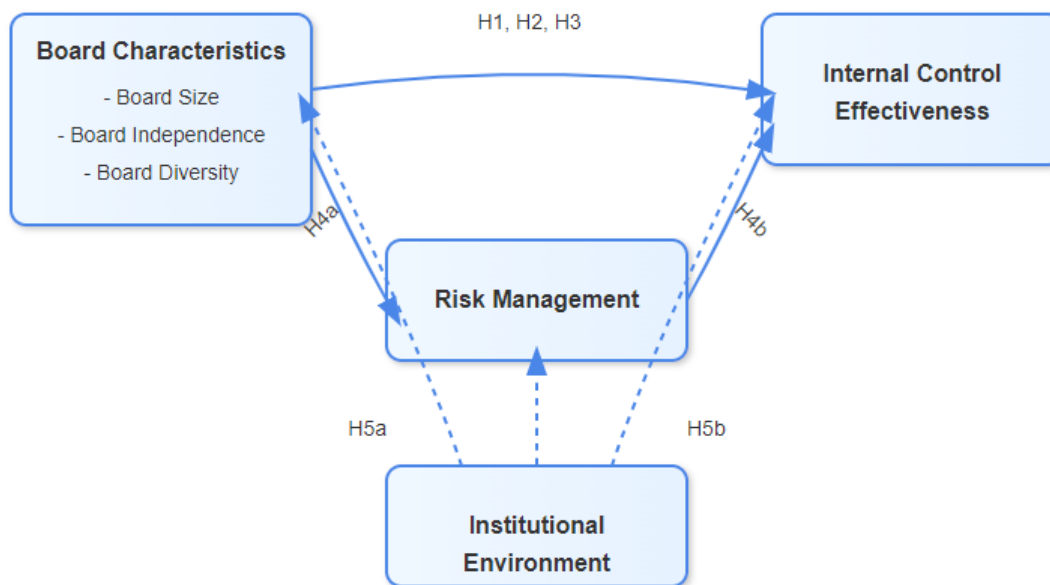 H1, H2, H3
Board Characteristics
- Board Size
- Board Independence
- Board Diversity
Internal Control
Effectiveness
H4a
H4b
Risk Management
H5a
H5b
Institutional
Environment